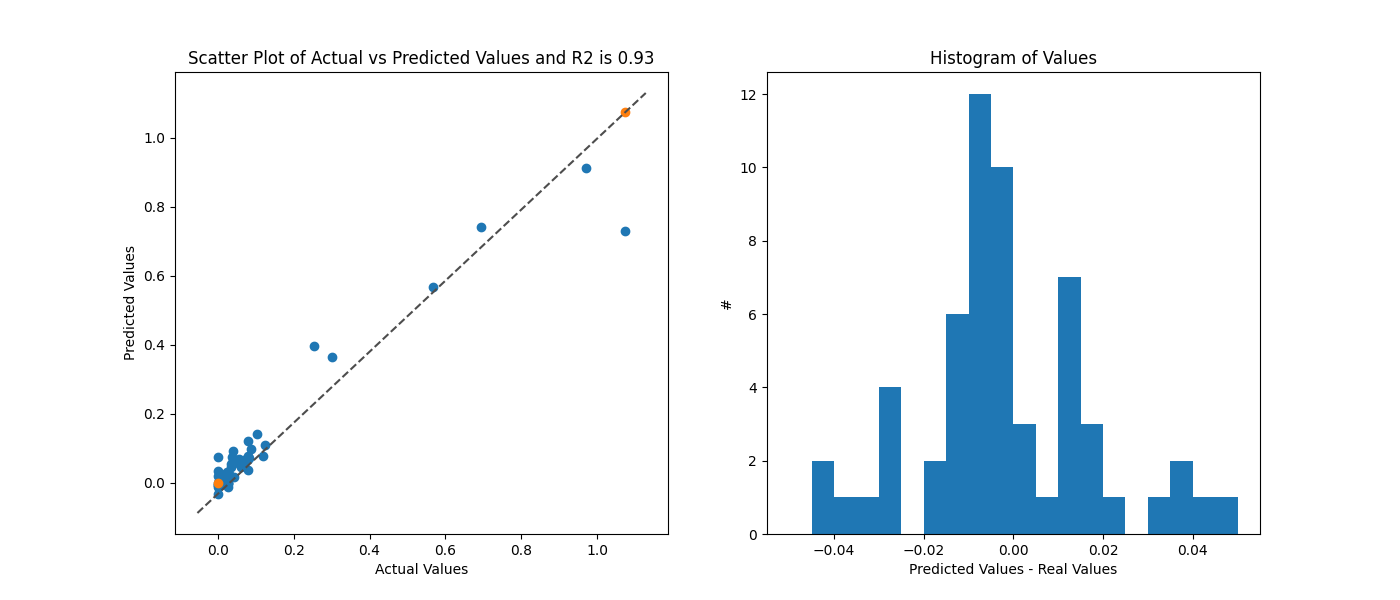 Scatter Plot of Actual vs Predicted Values and R2 is 0.93
1.0
0.8
0.6
0.4
0.2
0.0
Predicted Values
0.0 0.2 0.4 0.6 0.8 1.0
Actual Values
Histogram of Values
12
10
8
6
4
2
0
#
−0.04 −0.02 0.00 0.02 0.04
Predicted Values - Real Values